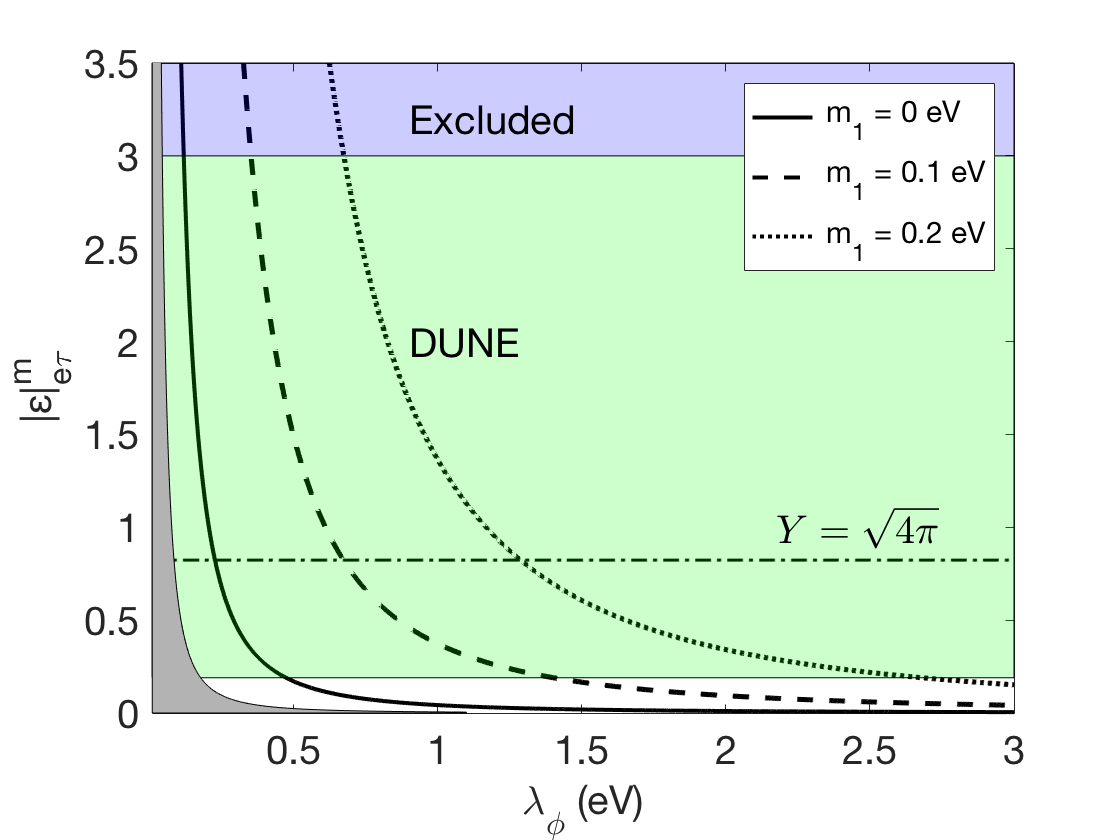 3.5
3
2.5
2
1.5
1
0.5
0
|ε|ᵐₑτ
Excluded
DUNE
Y = √4π
m₁ = 0 eV
m₁ = 0.1 eV
m₁ = 0.2 eV
0.5 1 1.5 2 2.5 3
λ_ϕ (eV)